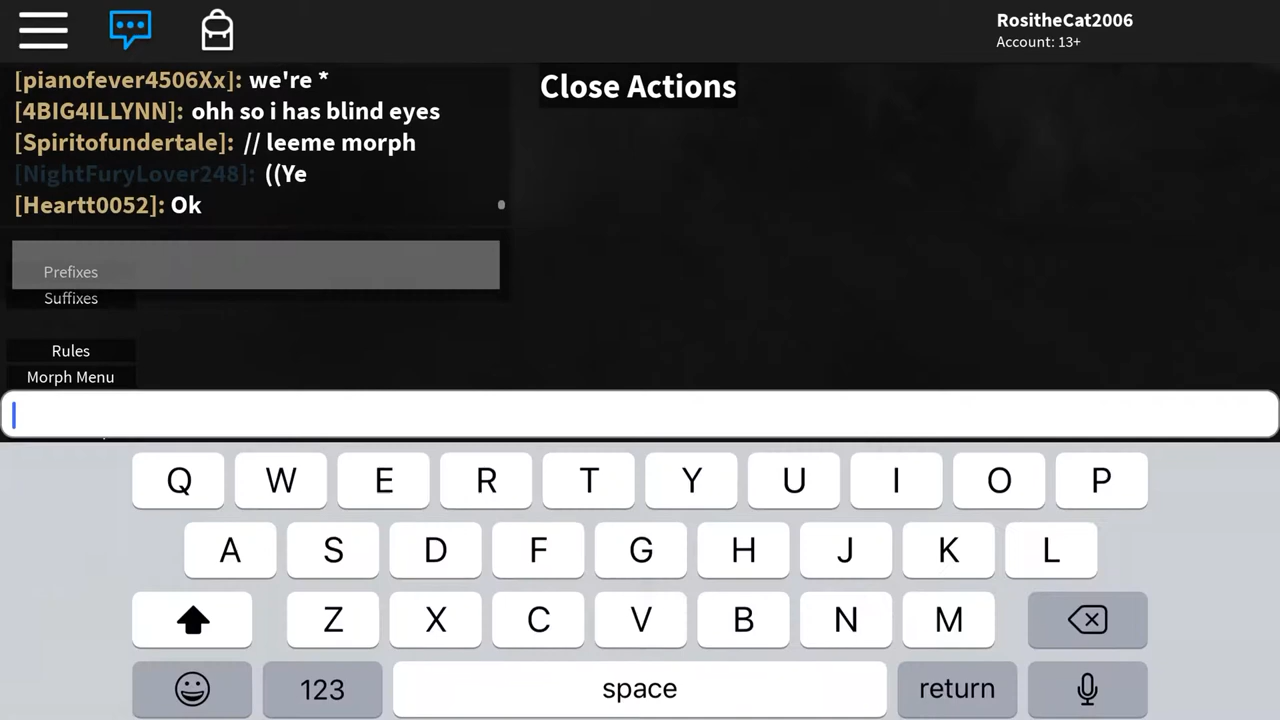 RositheCat2006
Account: 13+
[pianofever4506Xx]: we're *
[4BIG4ILLYNN]: ohh so i has blind eyes
[Spiritofundertale]: // leeme morph
[NightFuryLover248]: ((Ye
[Heartt0052]: Ok
Close Actions
Prefixes
Suffixes
Rules
Morph Menu
Q W E R T Y U I O P
A S D F G H J K L
Z X C V B N M
123 space return